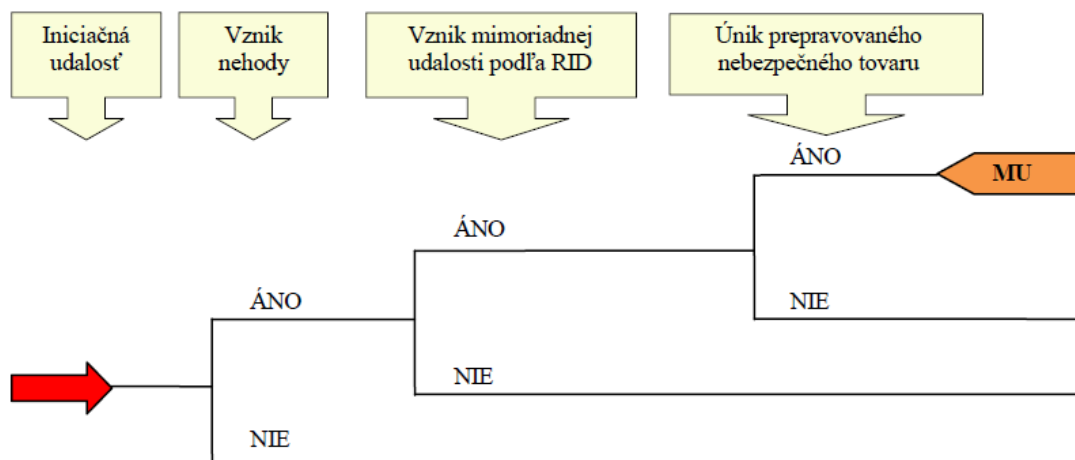 Iniciačná
udalosť
Vznik
nehody
Vznik mimoriadnej
udalosti podľa RID
Únik prepravovaného
nebezpečného tovaru
ÁNO
MU
ÁNO
ÁNO
NIE
NIE
NIE